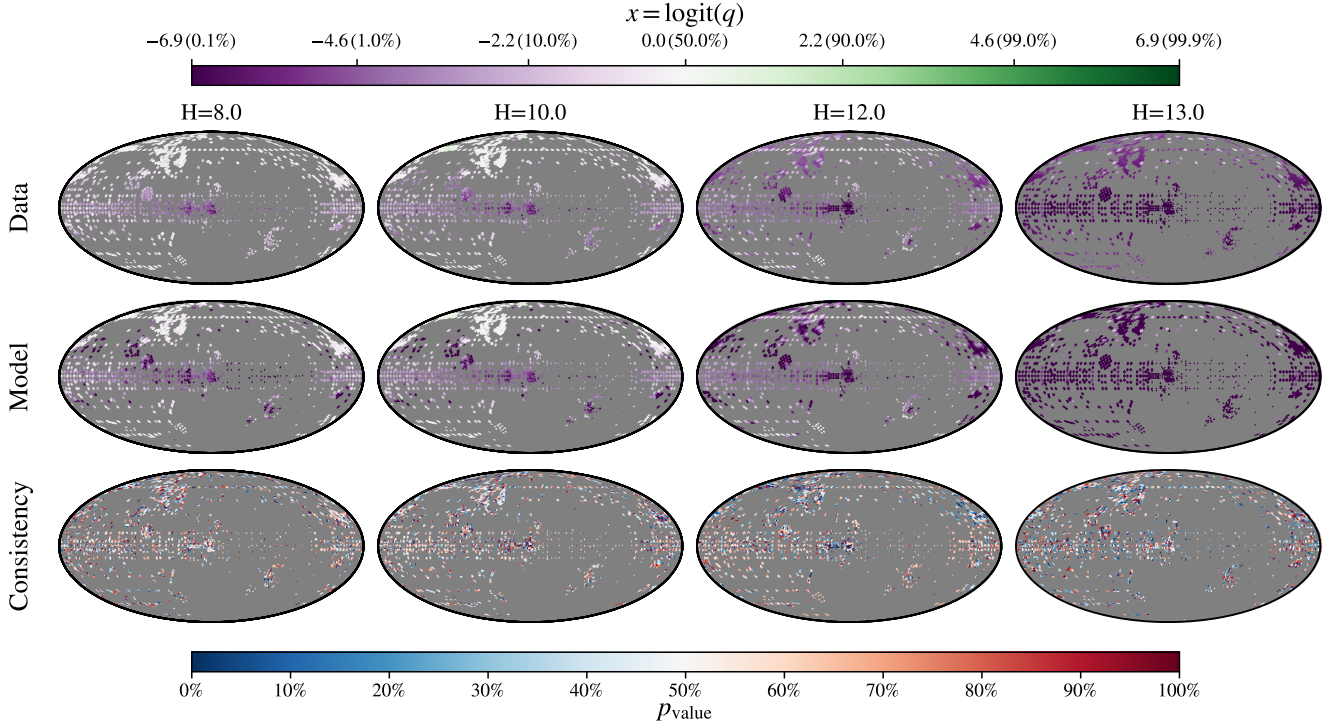 x = logit(q)
−6.9 (0.1%) −4.6 (1.0%) −2.2 (10.0%) 0.0 (50.0%) 2.2 (90.0%) 4.6 (99.0%) 6.9 (99.9%)
H=8.0 H=10.0 H=12.0 H=13.0
Data
Model
Consistency
0% 10% 20% 30% 40% 50% 60% 70% 80% 90% 100%
p_value